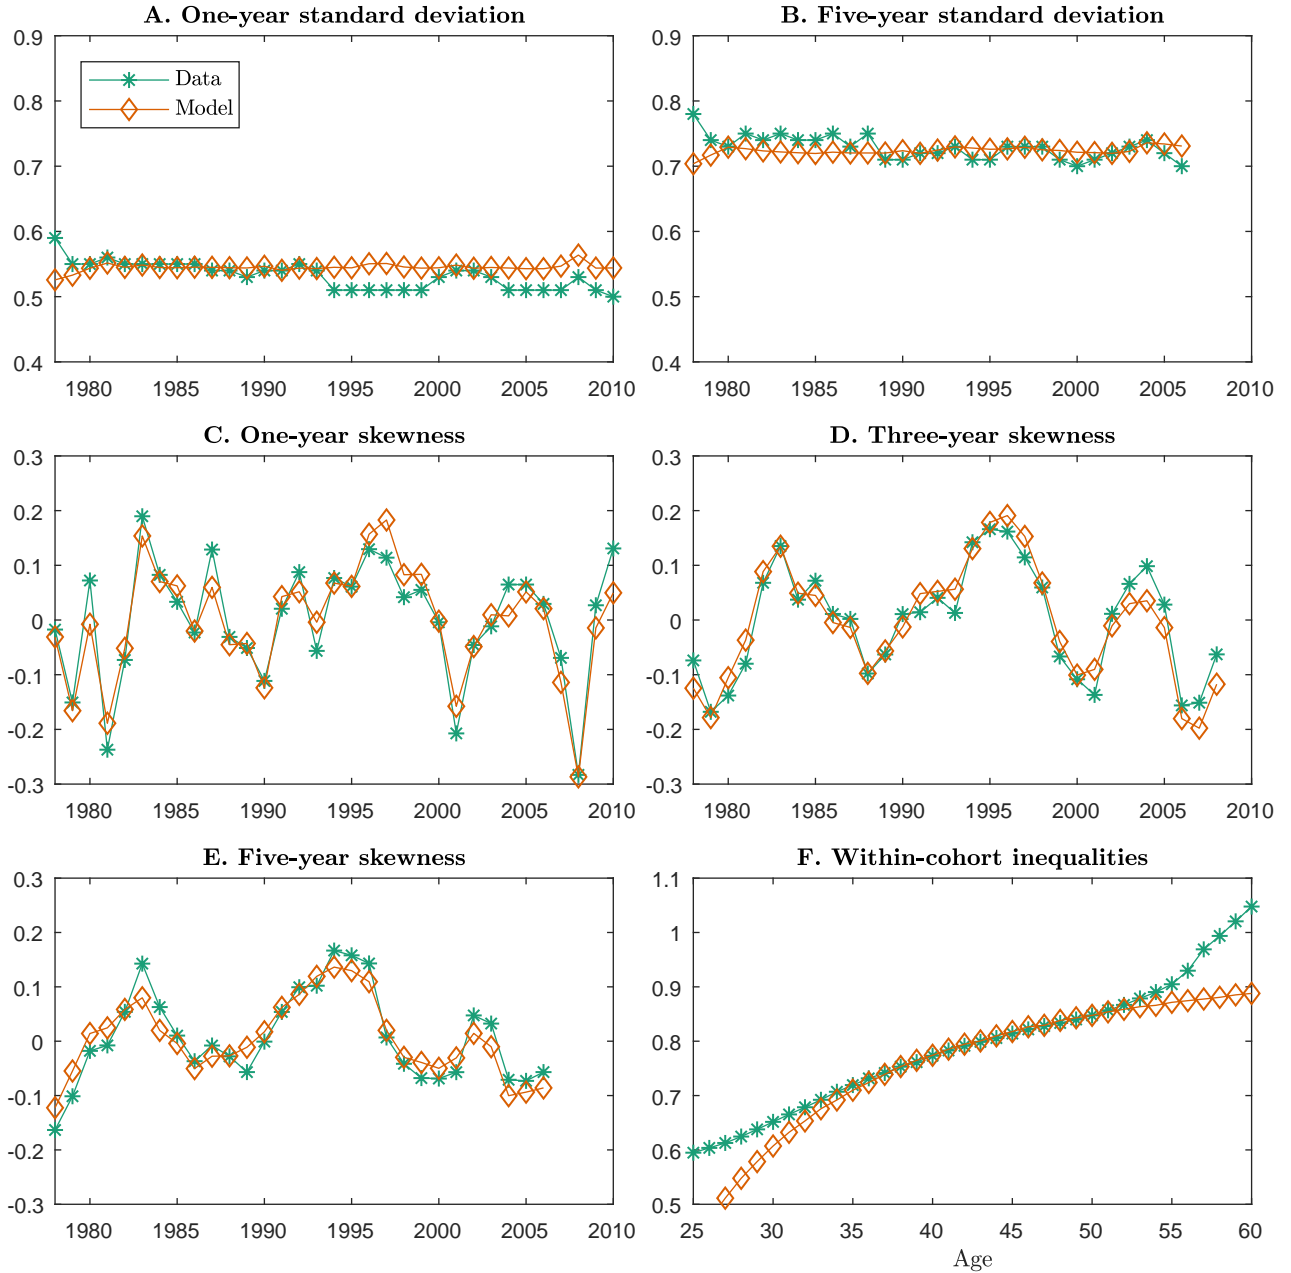 A. One-year standard deviation
0.9
0.8
0.7
0.6
0.5
0.4
Data
Model
1980 1985 1990 1995 2000 2005 2010
B. Five-year standard deviation
0.9
0.8
0.7
0.6
0.5
0.4
1980 1985 1990 1995 2000 2005 2010
C. One-year skewness
0.3
0.2
0.1
0
-0.1
-0.2
-0.3
1980 1985 1990 1995 2000 2005 2010
D. Three-year skewness
0.3
0.2
0.1
0
-0.1
-0.2
-0.3
1980 1985 1990 1995 2000 2005 2010
E. Five-year skewness
0.3
0.2
0.1
0
-0.1
-0.2
-0.3
1980 1985 1990 1995 2000 2005 2010
F. Within-cohort inequalities
1.1
1
0.9
0.8
0.7
0.6
0.5
25 30 35 40 45 50 55 60
Age